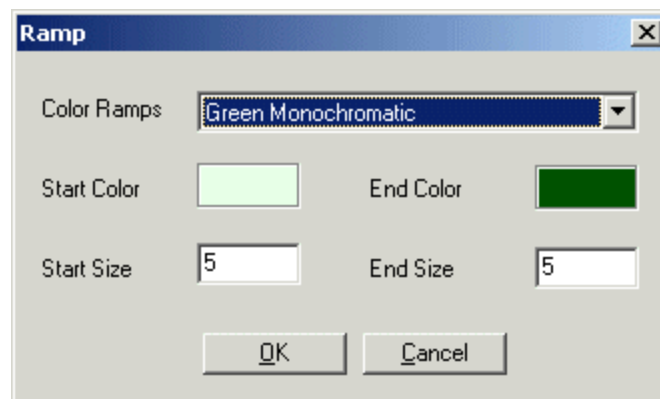 Ramp
Color Ramps Green Monochromatic
Start Color End Color
Start Size 5 End Size 5
OK Cancel